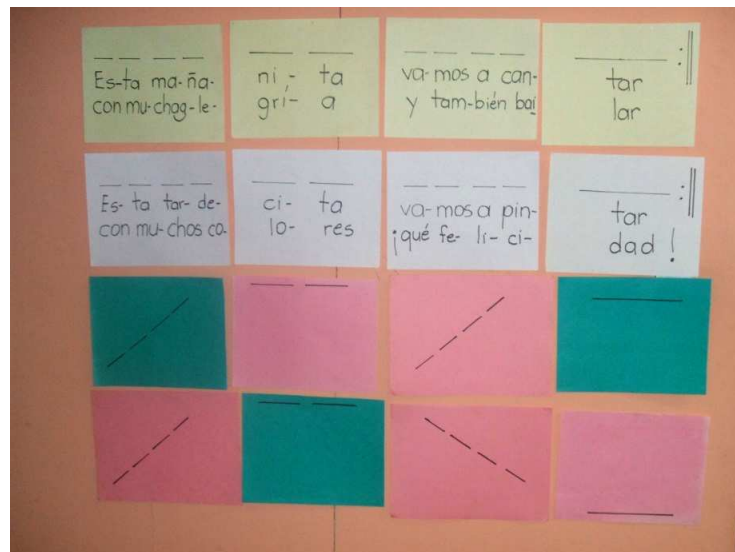 Es-ta ma-ña- ni - ta va-mos a can- tar
con mu-chag-le- gri- a y tam-bién bai lar
Es- ta tar- de- ci- ta va-mos a pin- tar
con mu-chos co- lo- res ¡qué fe- li- ci- dad !